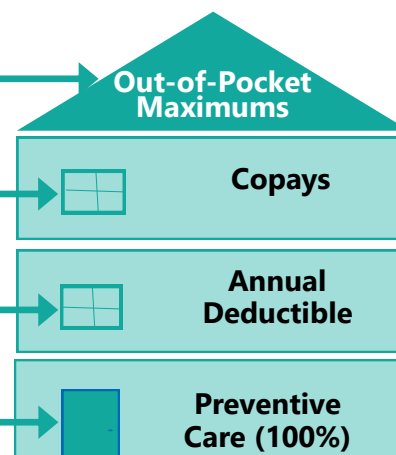 Out-of-Pocket
Maximums
Copays
Annual
Deductible
Preventive
Care (100%)